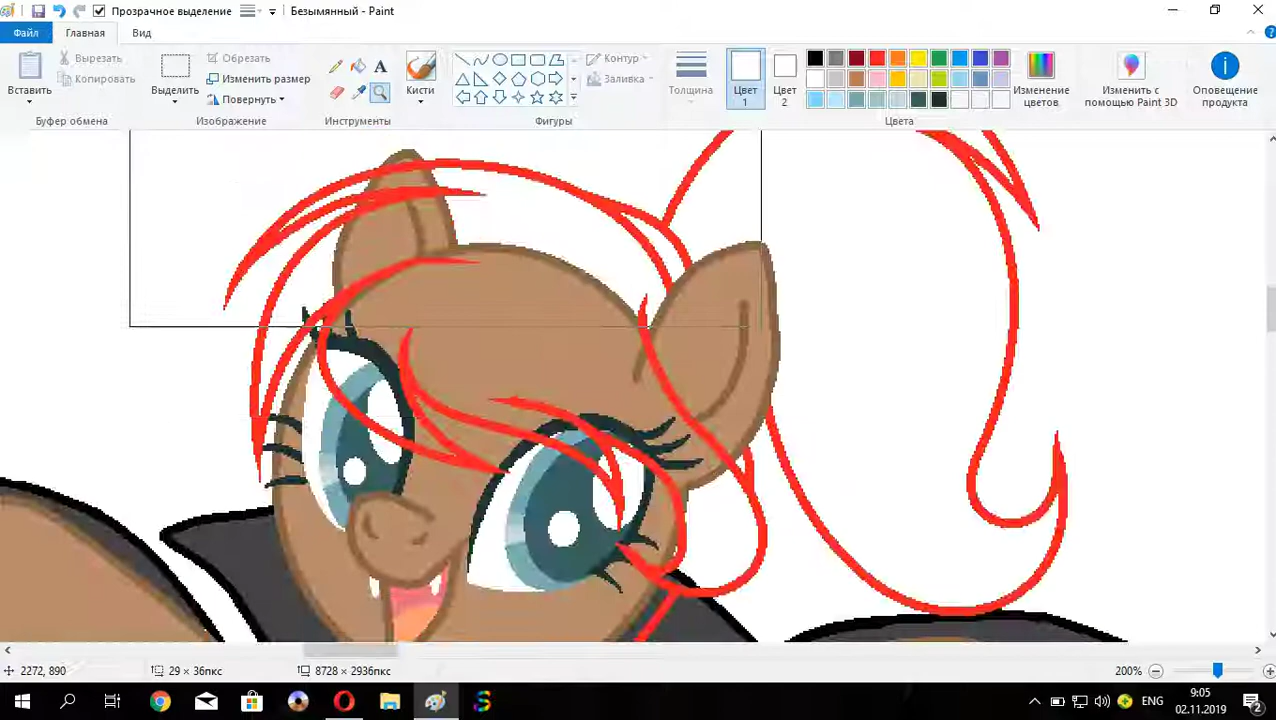 Прозрачное выделение
Безымянный - Paint
Файл
Главная
Вид
Вставить
Вырезать
Копировать
Буфер обмена
Выделить
Обрезать
Изменить размер
Повернуть
Изображение
A
Инструменты
Кисти
Контур
Заливка
Фигуры
Толщина
Цвет 1
Цвет 2
Изменение цветов
Цвета
Изменить с помощью Paint 3D
Оповещение продукта
2272, 890
29 × 36пкс
8728 × 2936пкс
200%
ENG
9:05
02.11.2019
2